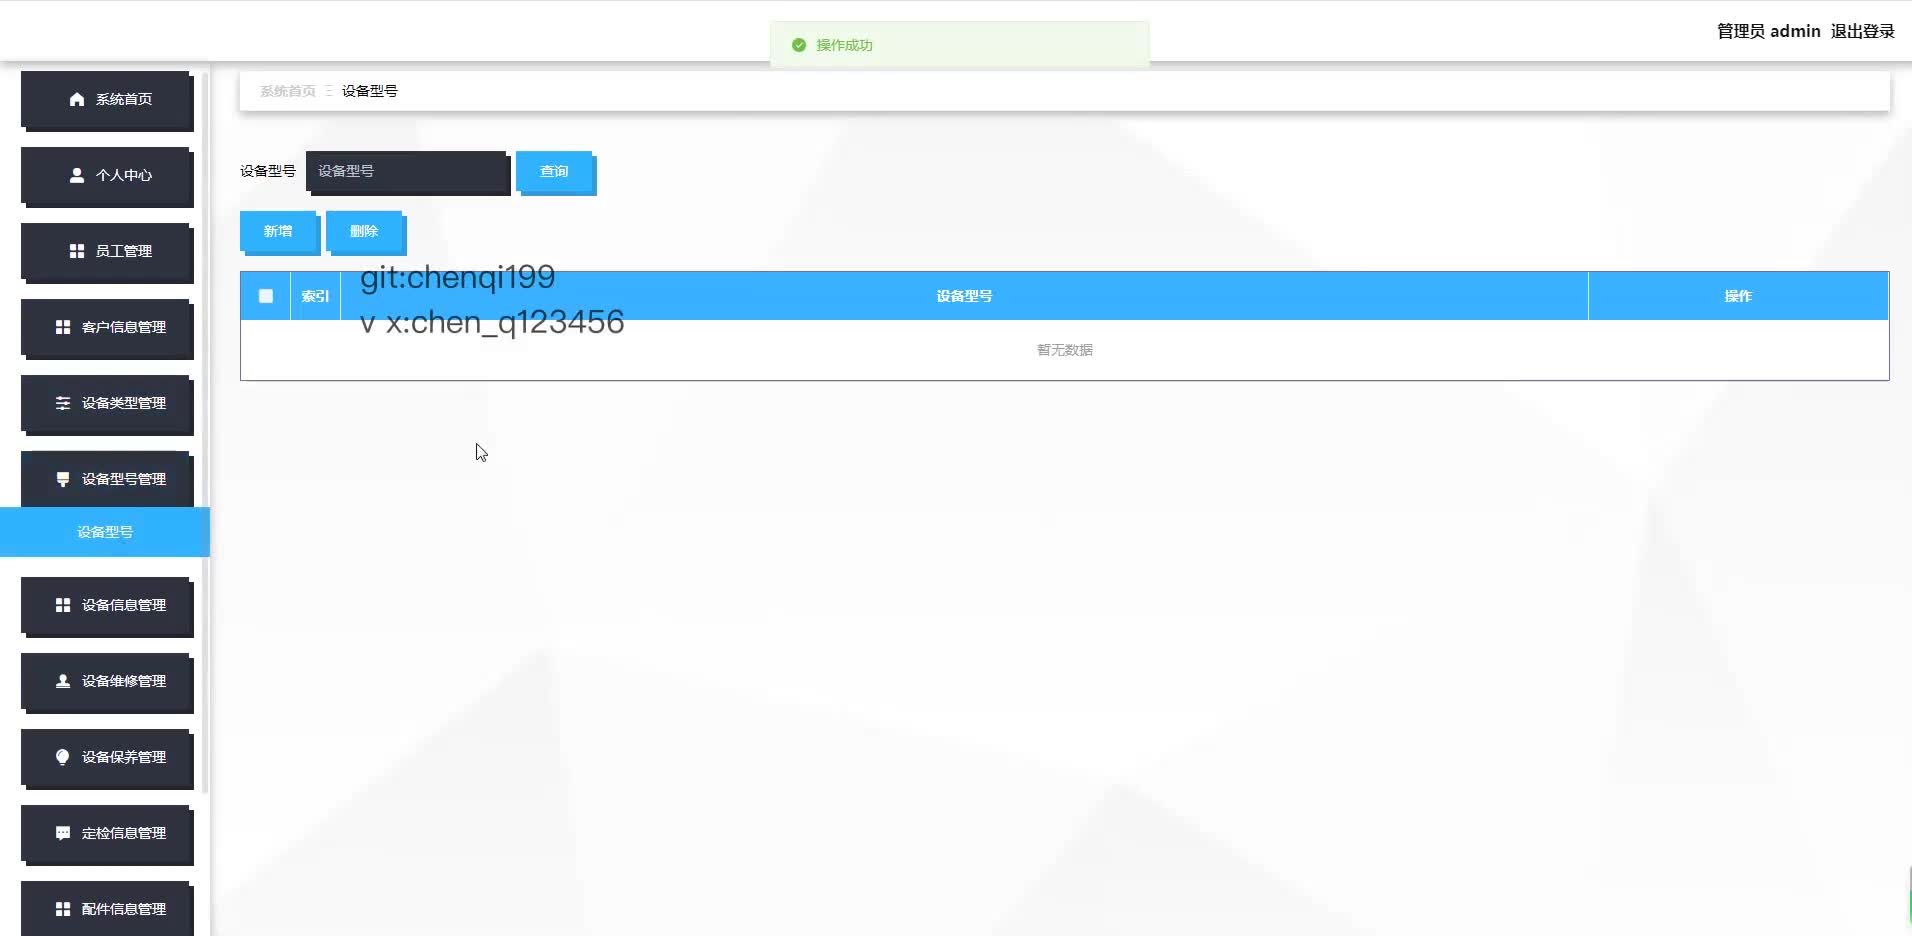 操作成功
管理员 admin 退出登录
系统首页
个人中心
员工管理
客户信息管理
设备类型管理
设备型号管理
设备型号
设备信息管理
设备维修管理
设备保养管理
定检信息管理
配件信息管理
系统首页 设备型号
设备型号 设备型号 查询
新增 删除
索引 设备型号 操作
暂无数据
git:chenqi199
v x:chen_q123456